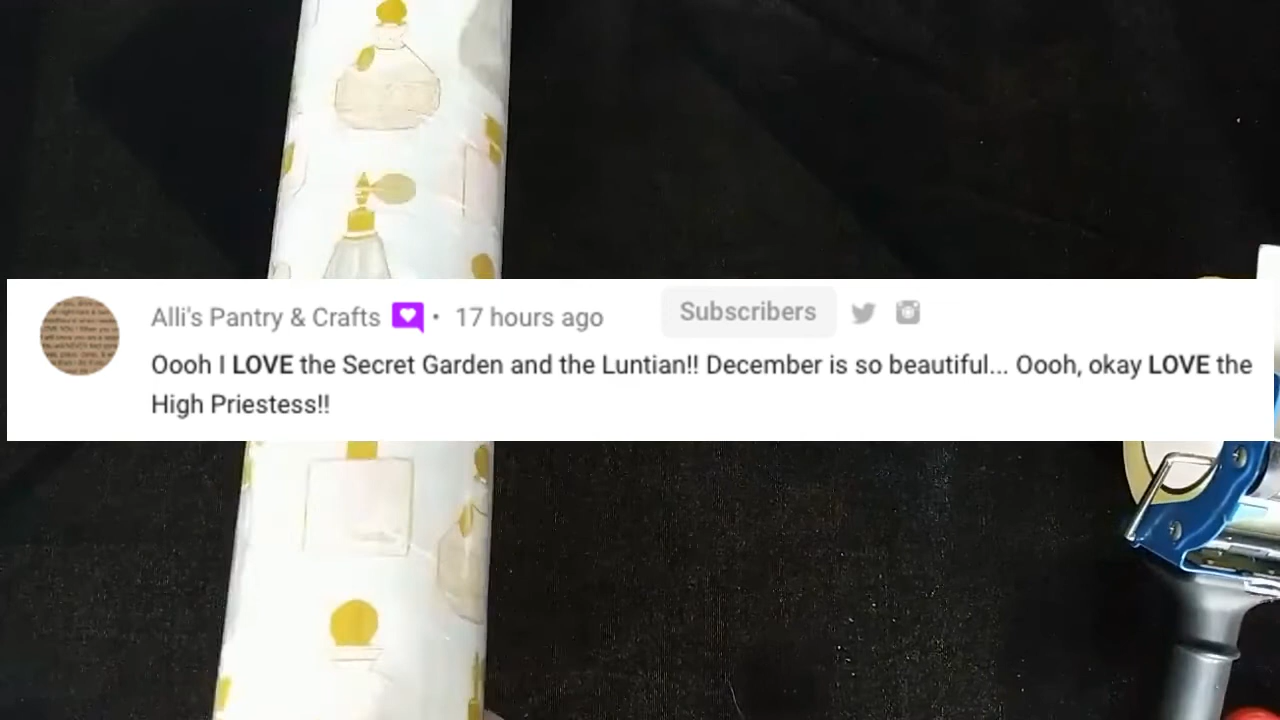 Alli's Pantry & Crafts • 17 hours ago Subscribers
Oooh I LOVE the Secret Garden and the Luntian!! December is so beautiful... Oooh, okay LOVE the
High Priestess!!